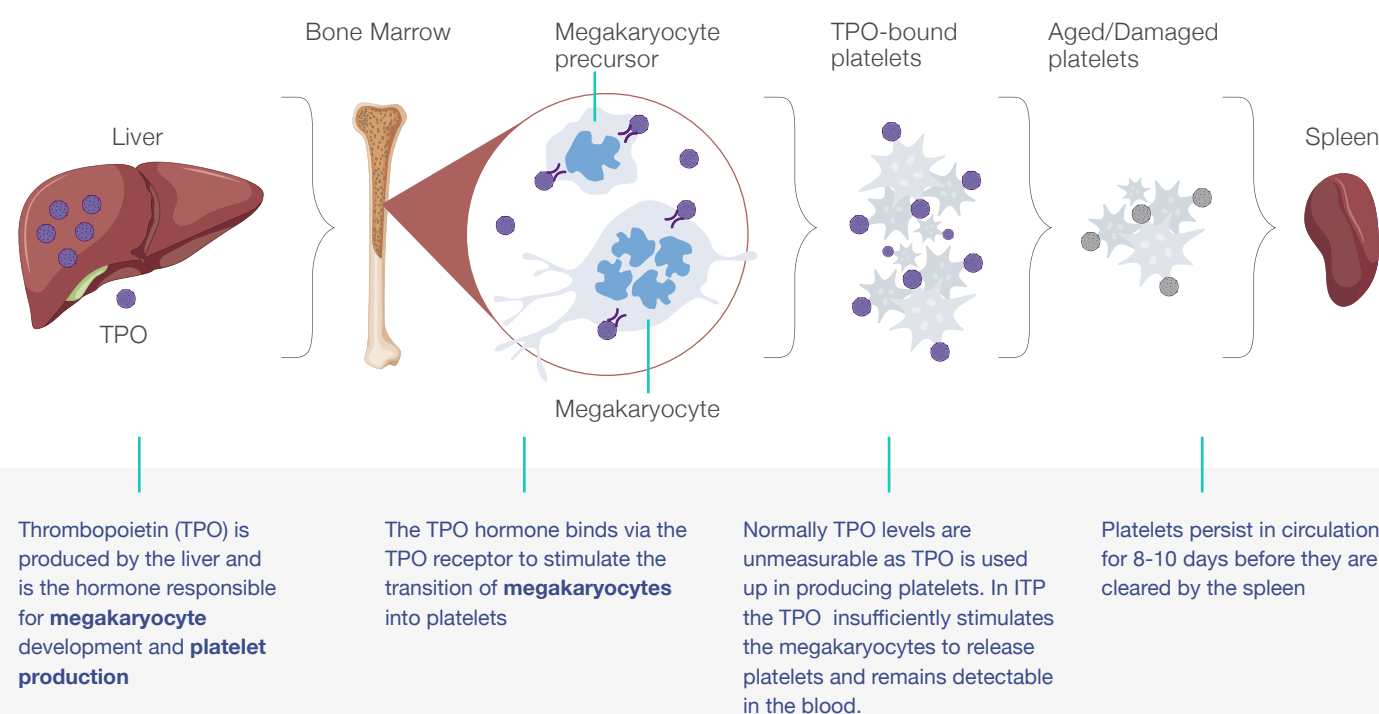 Bone Marrow
Megakaryocyte
precursor
TPO-bound
platelets
Aged/Damaged
platelets
Liver
Spleen
TPO
Megakaryocyte
Thrombopoietin (TPO) is
produced by the liver and
is the hormone responsible
for megakaryocyte
development and platelet
production
The TPO hormone binds via the
TPO receptor to stimulate the
transition of megakaryocytes
into platelets
Normally TPO levels are
unmeasurable as TPO is used
up in producing platelets. In ITP
the TPO  insufficiently stimulates
the megakaryocytes to release
platelets and remains detectable
in the blood.
Platelets persist in circulation
for 8-10 days before they are
cleared by the spleen